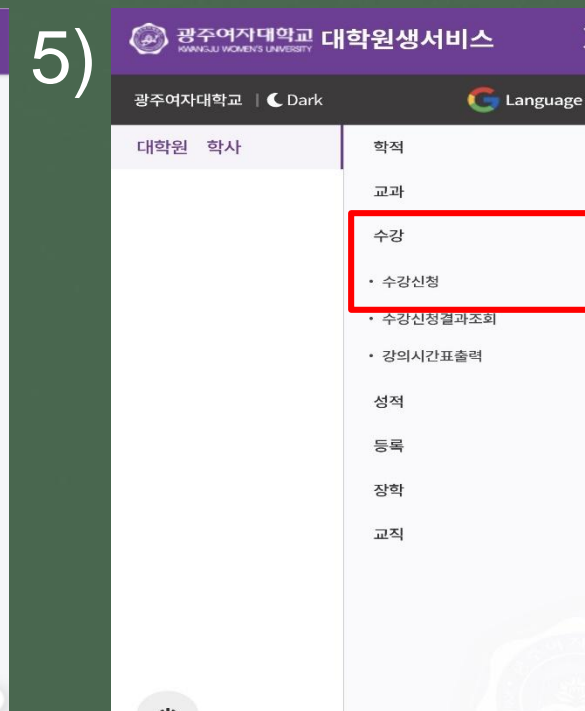 5)
광주여자대학교 대학원생서비스
KWANGJU WOMEN'S UNIVERSITY
광주여자대학교 | Dark Language
대학원 학사
학적
교과
수강
• 수강신청
• 수강신청결과조회
• 강의시간표출력
성적
등록
장학
교직